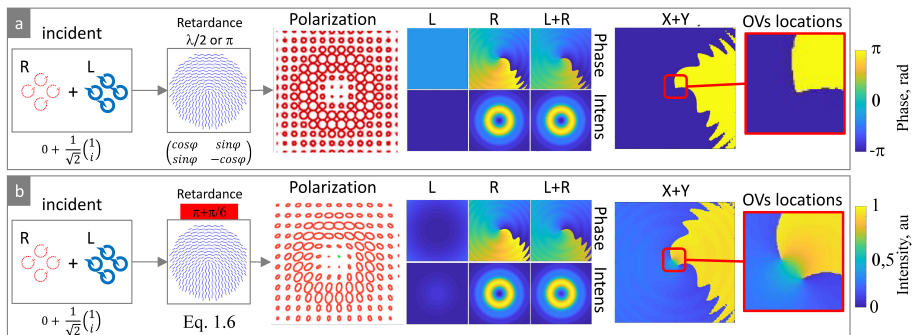 a
incident
R
L
+
0 + 1/√2 (1 i)
Retardance
λ/2 or π
(cosφ sinφ
sinφ −cosφ)
Polarization
L R L+R
Phase
Intens
X+Y
OVs locations
π
0
-π
Phase, rad
b
incident
R
L
+
0 + 1/√2 (1 i)
Retardance
π+π/6
Eq. 1.6
Polarization
L R L+R
Phase
Intens
X+Y
OVs locations
1
0,5
0
Intensity, au